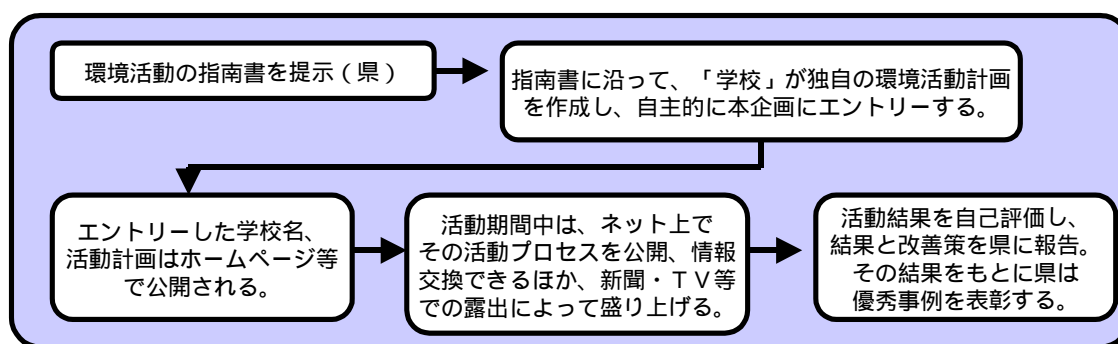 環境活動の指南書を提示(県)
指南書に沿って、「学校」が独自の環境活動計画
を作成し、自主的に本企画にエントリーする。
エントリーした学校名、
活動計画はホームページ等
で公開される。
活動期間中は、ネット上で
その活動プロセスを公開、情報
交換できるほか、新聞・TV等
での露出によって盛り上げる。
活動結果を自己評価し、
結果と改善策を県に報告。
その結果をもとに県は
優秀事例を表彰する。